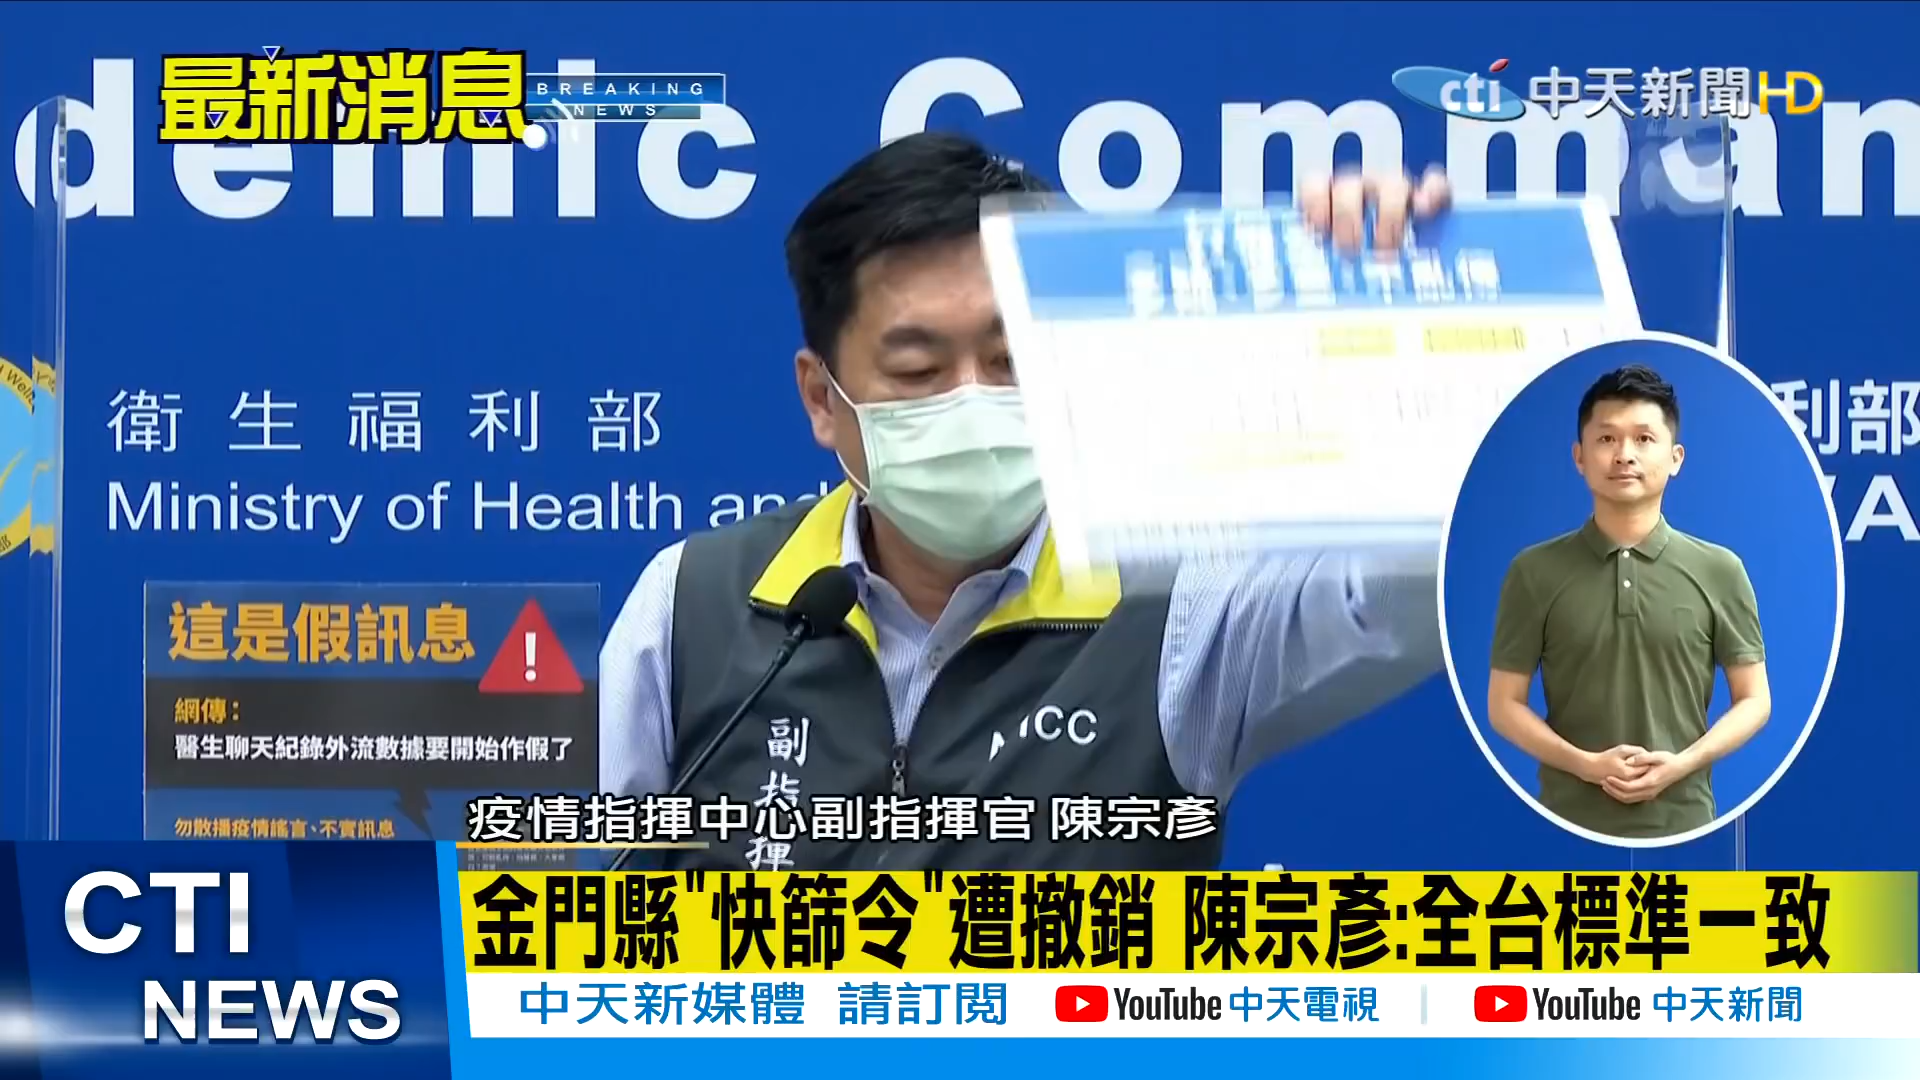 demic Comman
最新消息
BREAKING
NEWS
cti 中天新聞HD
衛生福利部
Ministry of Health and
利部
這是假訊息
!
網傳:
醫生聊天紀錄外流數據要開始作假了
勿散播疫情謠言、不實訊息
CC
副指揮
疫情指揮中心副指揮官 陳宗彥
金門縣"快篩令"遭撤銷 陳宗彥:全台標準一致
CTI
NEWS
中天新媒體 請訂閱 YouTube 中天電視 | YouTube 中天新聞